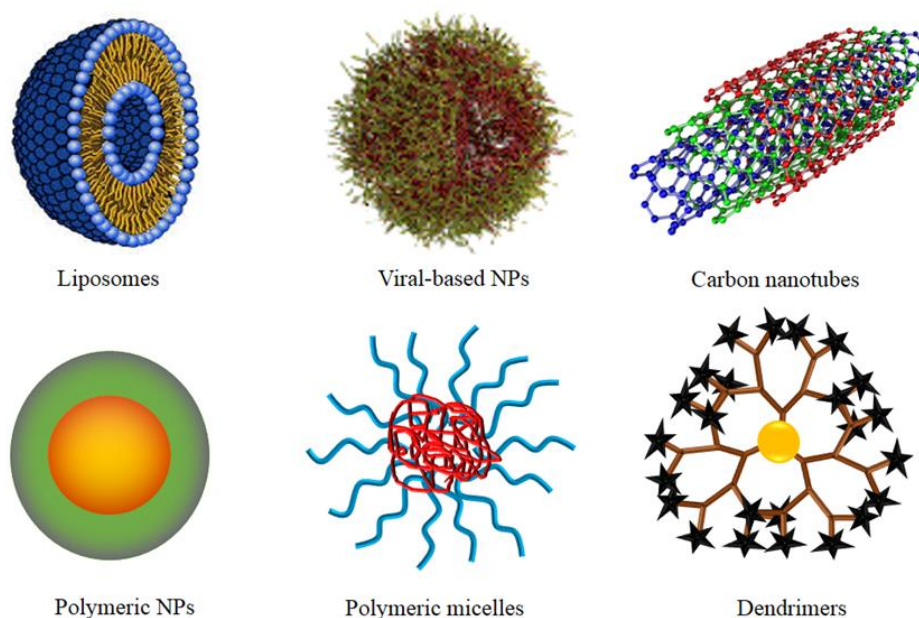 Liposomes
Viral-based NPs
Carbon nanotubes
Polymeric NPs
Polymeric micelles
Dendrimers